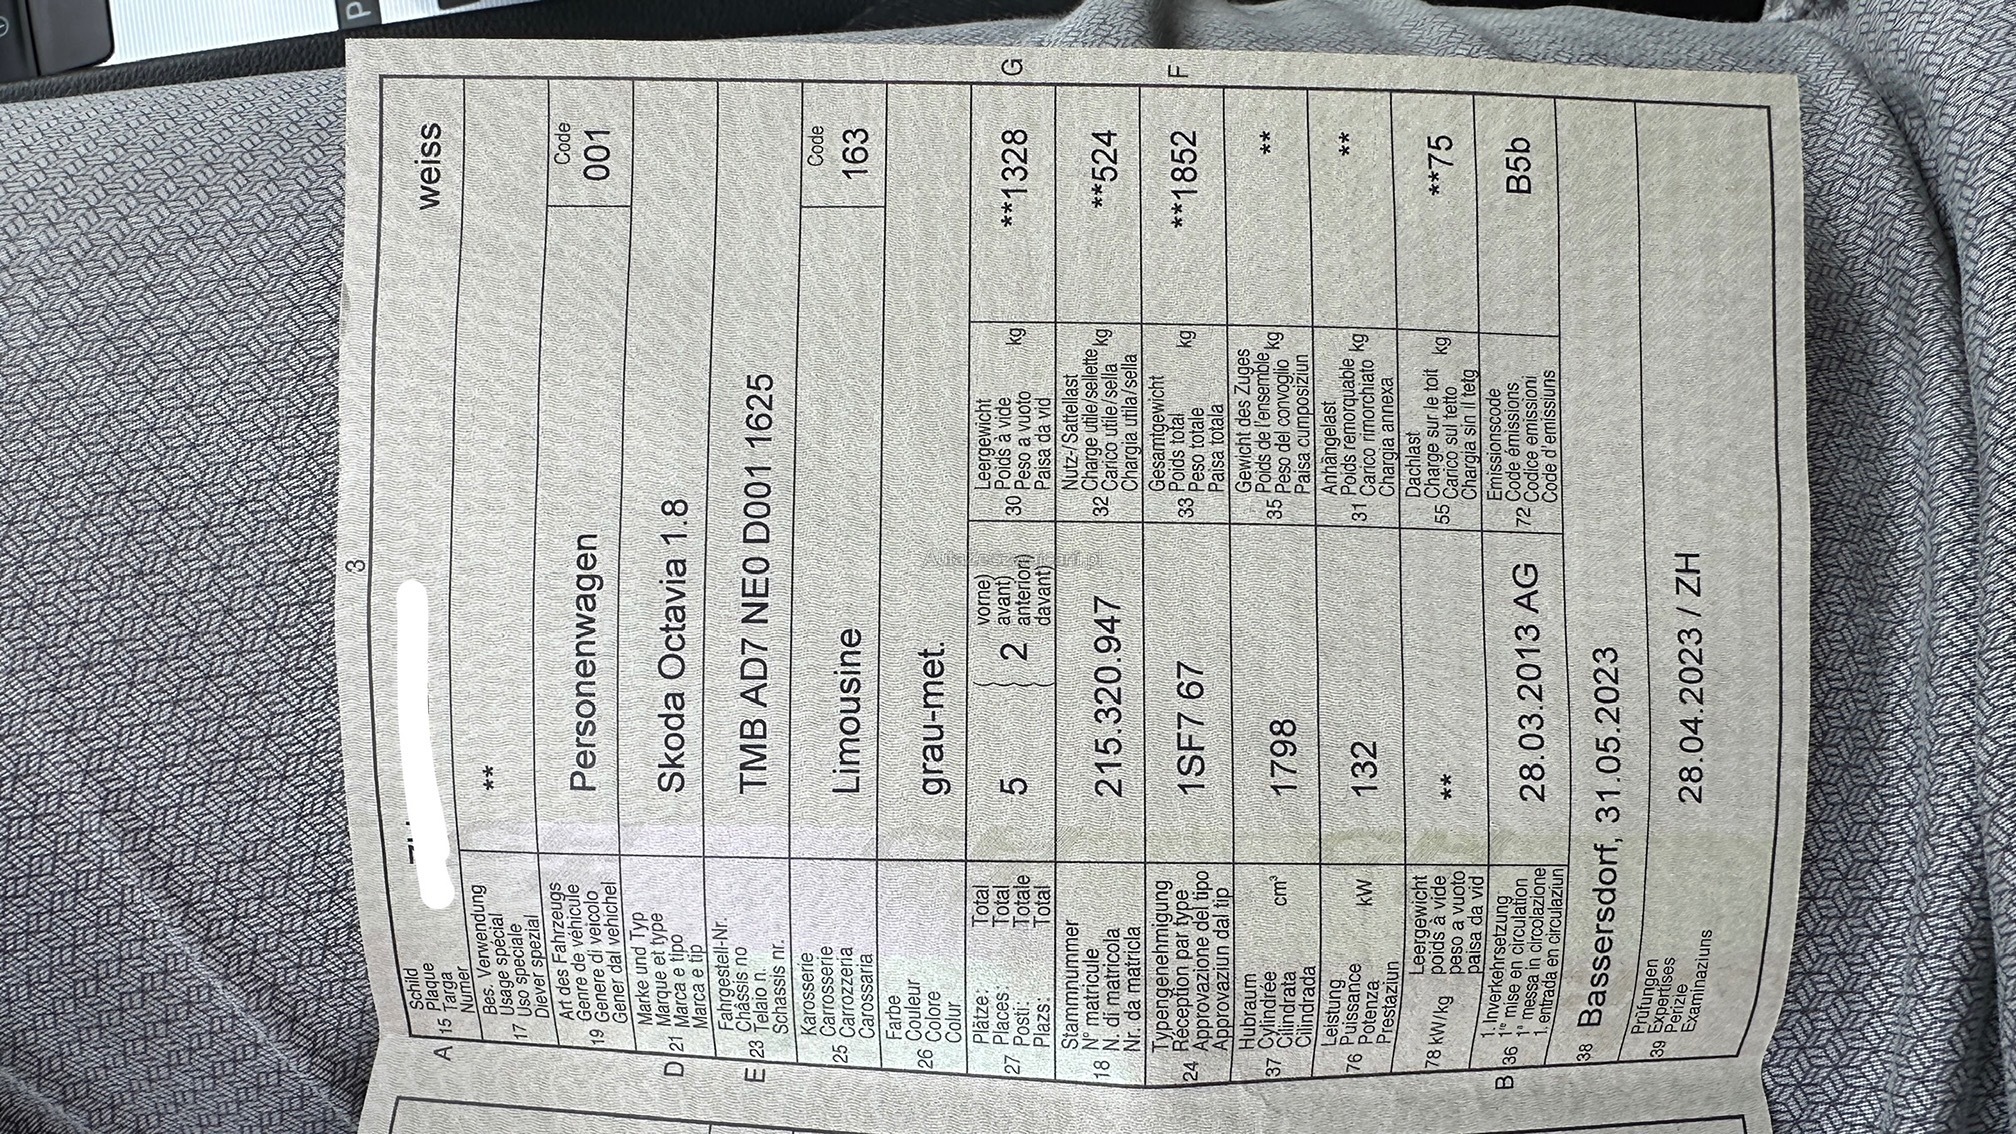 3
A 15 Schild
Plaque
Targa
Numer
weiss
17 Bes. Verwendung
Usage spécial
Uso speciale
Diever spezial
**
19 Art des Fahrzeugs
Genre de véhicule
Genere di veicolo
Gener dal vehichel
Personenwagen
Code
001
D 21 Marke und Typ
Marque et type
Marca e tipo
Marca e tip
Skoda Octavia 1.8
E 23 Fahrgestell-Nr.
Châssis no
Telaio n.
Schassis nr.
TMB AD7 NE0 D001 1625
25 Karosserie
Carrosserie
Carrozzeria
Carossaria
Limousine
Code
163
26 Farbe
Couleur
Colore
Colur
grau-met.
27 Plätze: Total
Places: Total
Posti: Totale
Plazs: Total
5
2
vorne)
avant)
anteriori)
davant)
30 Leergewicht
Poids à vide
Peso a vuoto kg
Paisa da vid
**1328
G
18 Stammnummer
N° matricule
N. di matricola
Nr. da matricla
215.320.947
32 Nutz-/Sattellast
Charge utile/sellette
Carico utile/sella kg
Chargia utila/sella
**524
24 Typengenehmigung
Réception par type
Approvazione del tipo
Approvaziun dal tip
1SF7 67
33 Gesamtgewicht
Poids total
Peso totale kg
Paisa totala
**1852
F
37 Hubraum
Cylindrée
Cilindrata cm³
Cilindrada
1798
35 Gewicht des Zuges
Poids de l'ensemble
Peso del convoglio kg
Paisa cumposiziun
**
76 Leistung
Puissance
Potenza kW
Prestaziun
132
31 Anhängelast
Poids remorquable
Carico rimorchiato kg
Chargia annexa
**
78 kW/kg Leergewicht
poids à vide
peso a vuoto
paisa da vid
**
55 Dachlast
Charge sur le toit
Carico sul tetto kg
Chargia sin il tetg
**75
B 36 1. Inverkehrsetzung
1re mise en circulation
1a messa in circolazione
1. entrada en circulaziun
28.03.2013 AG
72 Emissionscode
Code émissions
Codice emissioni
Code d'emissiuns
B5b
38 Bassersdorf, 31.05.2023
39 Prüfungen
Expertises
Perizie
Examinaziuns
28.04.2023 / ZH
P